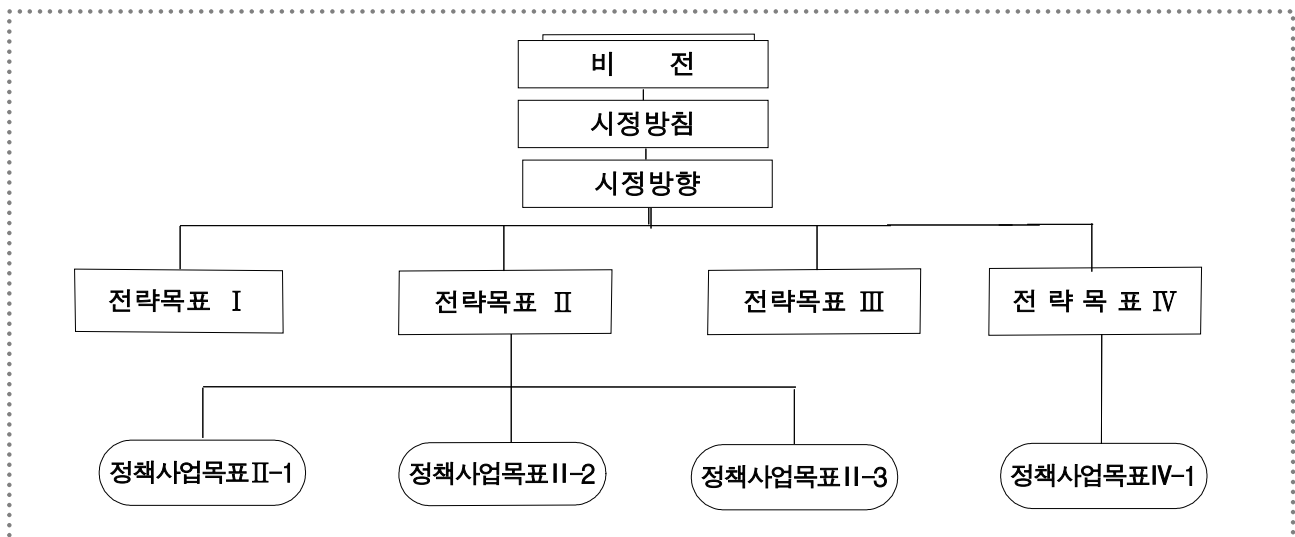 비 전
시정방침
시정방향
전략목표 Ⅰ
전략목표 Ⅱ
전략목표 Ⅲ
전 략 목 표 Ⅳ
정책사업목표Ⅱ-1
정책사업목표II-2
정책사업목표II-3
정책사업목표IV-1